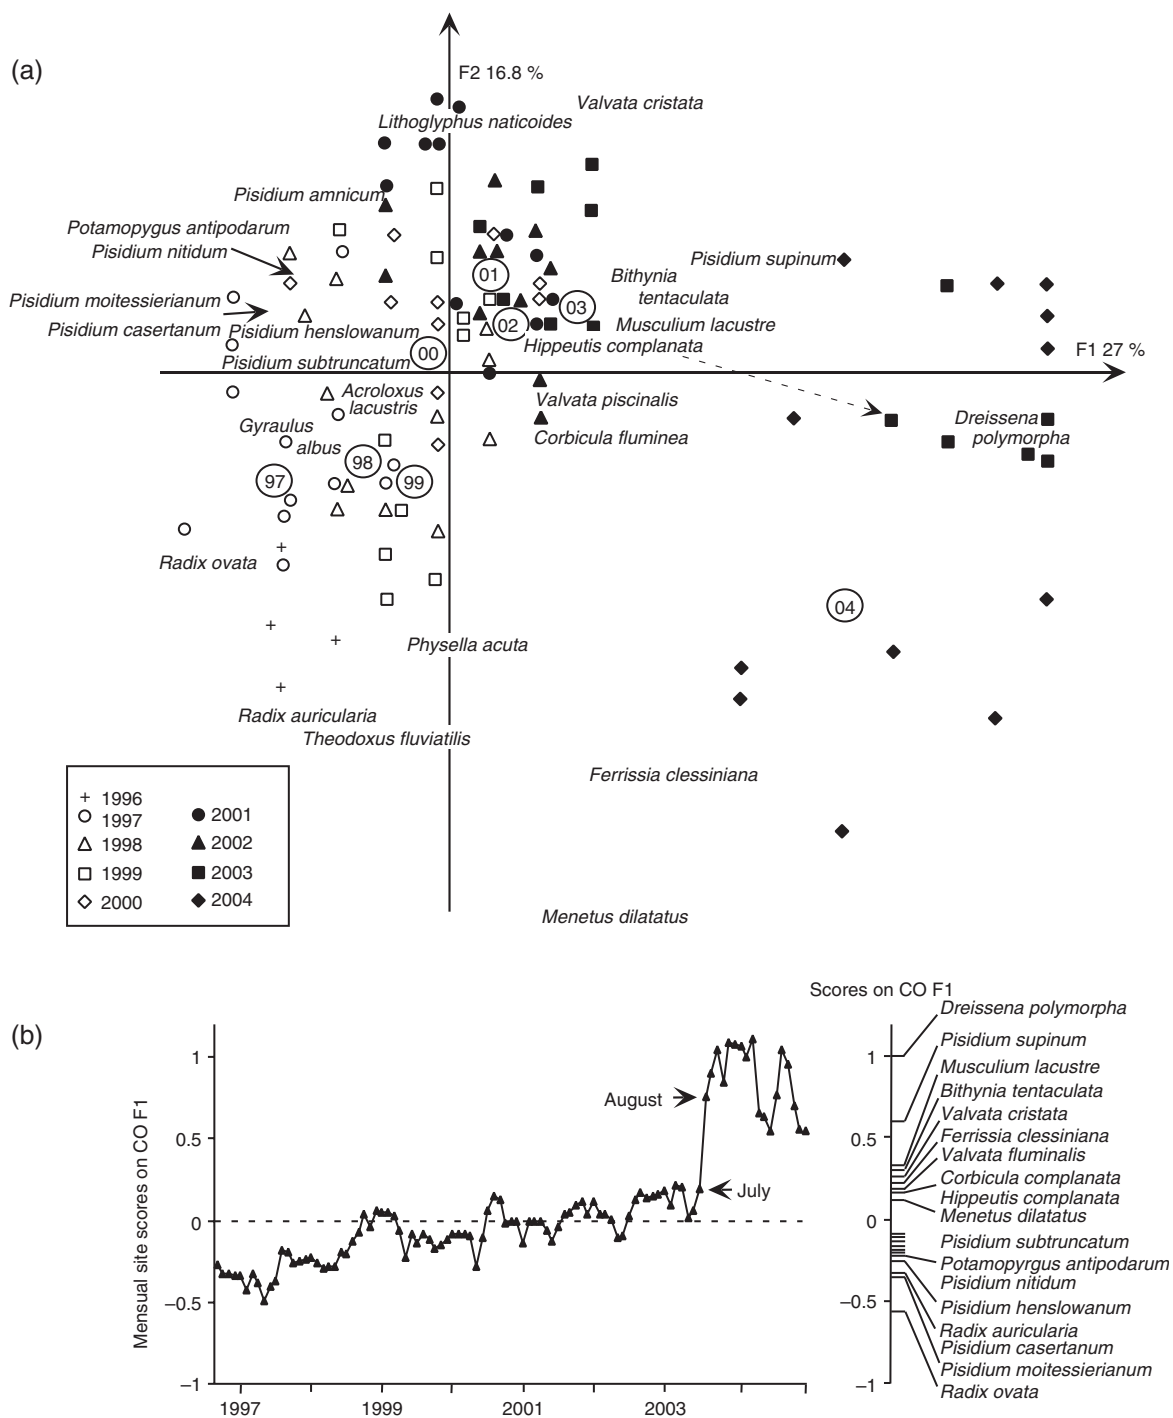 (a)
F2 16.8 %
Valvata cristata
Lithoglyphus naticoides
Pisidium amnicum
Potamopygus antipodarum
Pisidium nitidum
Pisidium supinum
Bithynia
tentaculata
01
Pisidium moitessierianum
03
Pisidium casertanum
Pisidium henslowanum
02
Musculium lacustre
Hippeutis complanata
00
F1 27 %
Pisidium subtruncatum
Acroloxus
lacustris
Valvata piscinalis
Gyraulus
albus
Corbicula fluminea
Dreissena
polymorpha
98
97
99
Radix ovata
04
Physella acuta
Radix auricularia
Theodoxus fluviatilis
Ferrissia clessiniana
1996
1997
1998
1999
2000
2001
2002
2003
2004
Menetus dilatatus
(b)
Mensual site scores on CO F1
1
0.5
0
–0.5
–1
August
July
1997
1999
2001
2003
Scores on CO F1
1
0.5
0
–0.5
–1
Dreissena polymorpha
Pisidium supinum
Musculium lacustre
Bithynia tentaculata
Valvata cristata
Ferrissia clessiniana
Valvata fluminalis
Corbicula complanata
Hippeutis complanata
Menetus dilatatus
Pisidium subtruncatum
Potamopyrgus antipodarum
Pisidium nitidum
Pisidium henslowanum
Radix auricularia
Pisidium casertanum
Pisidium moitessierianum
Radix ovata